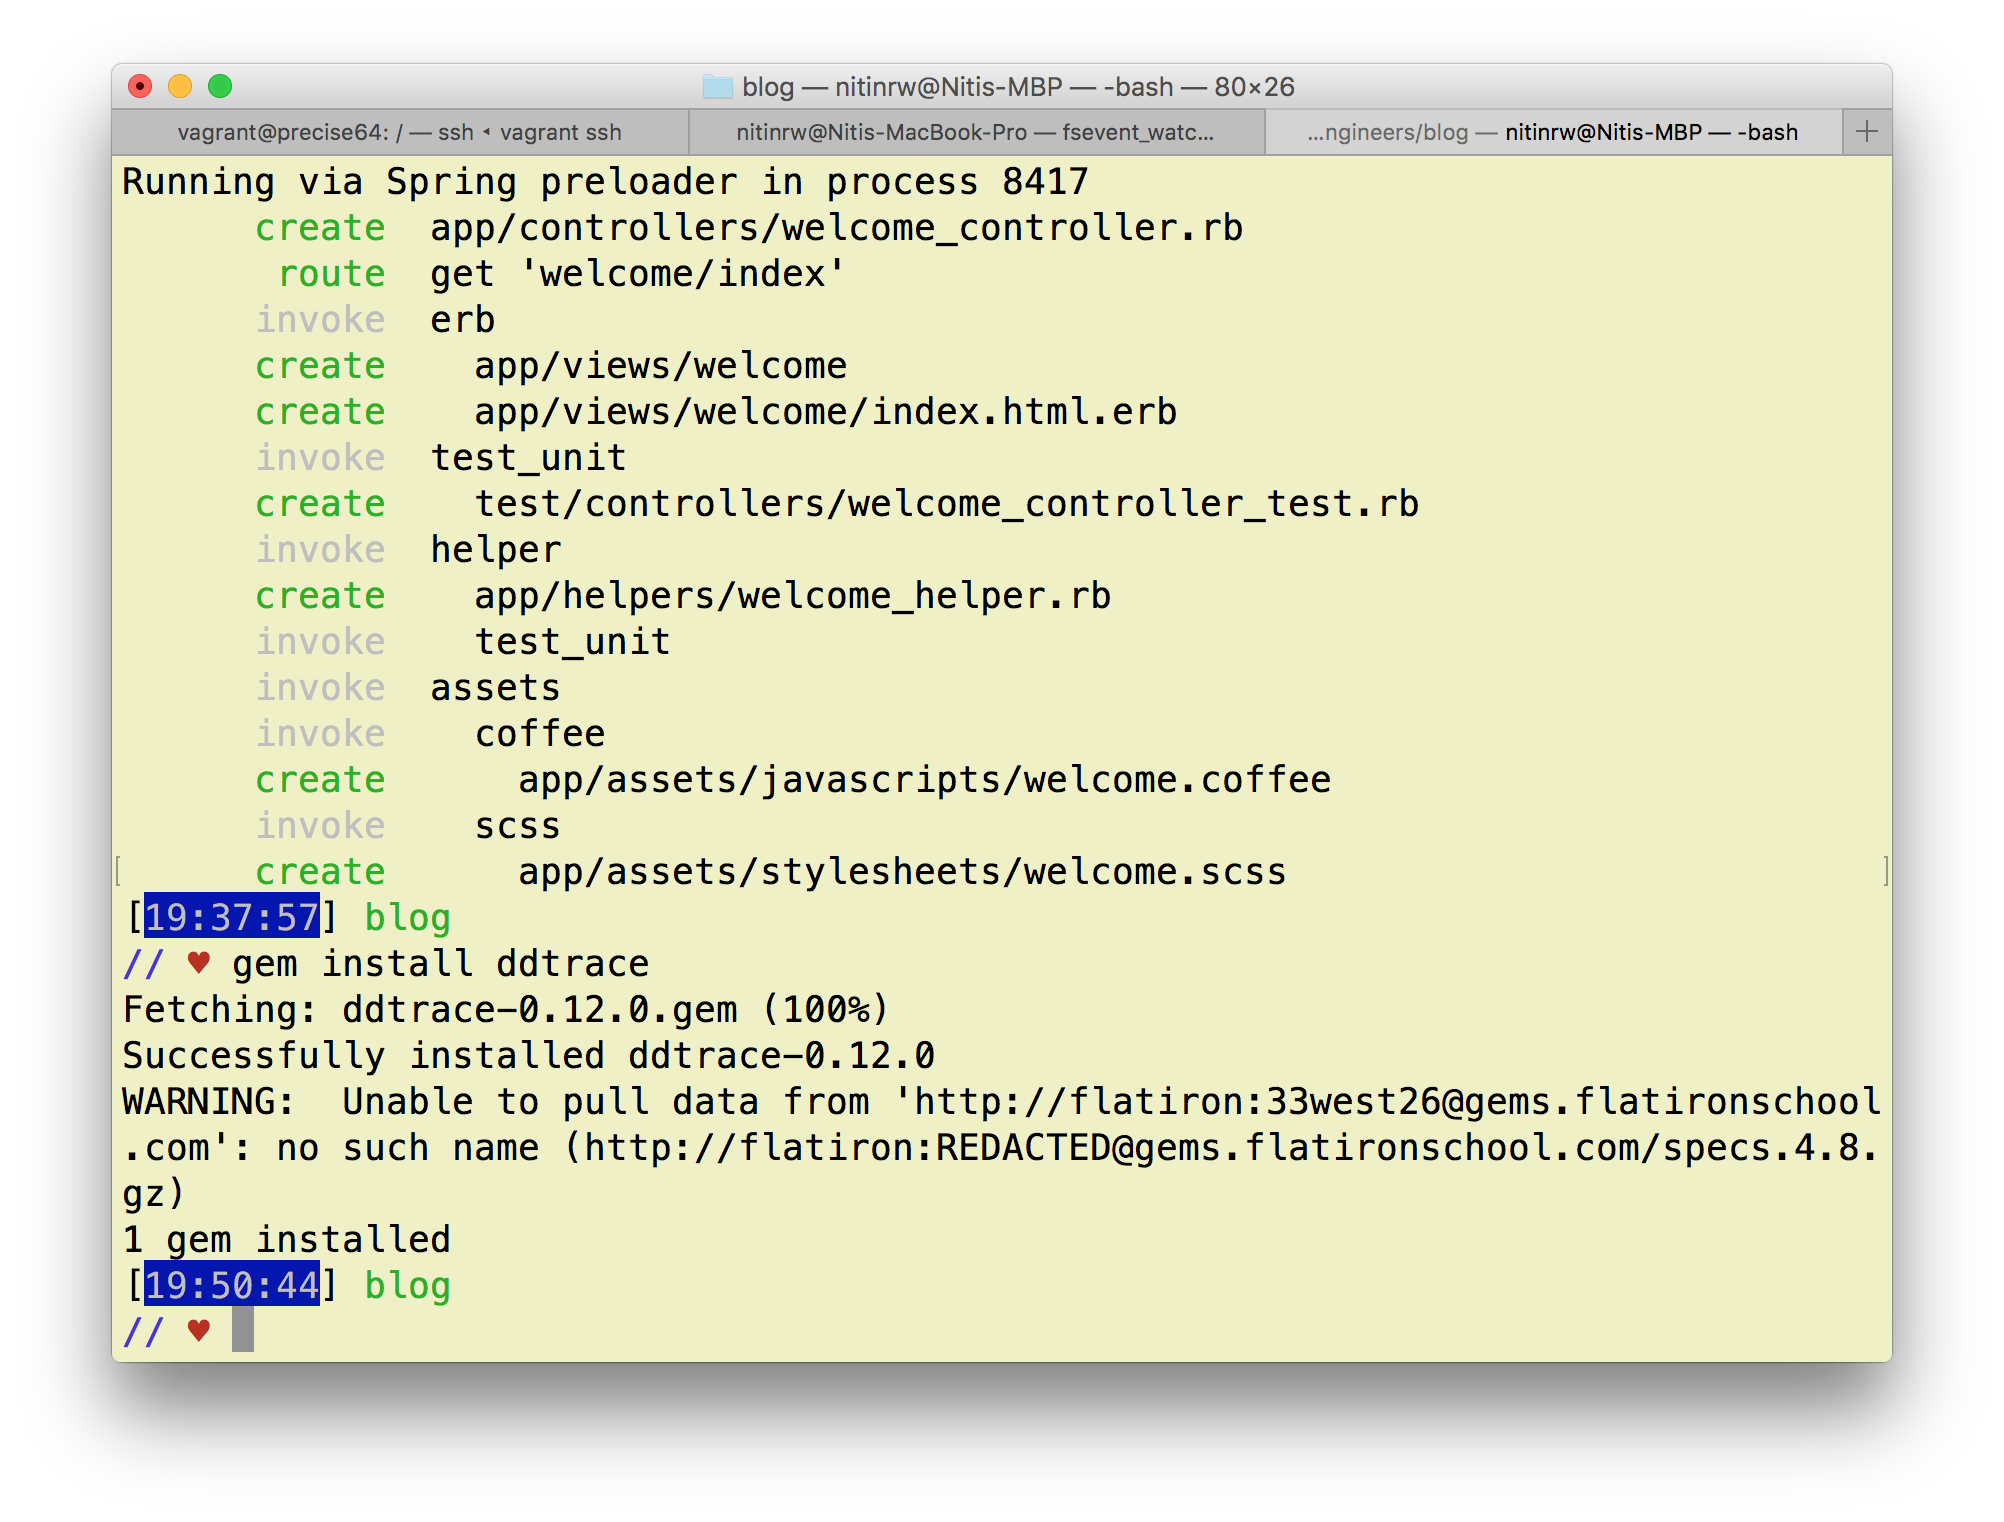 blog — nitinrw@Nitis-MBP — -bash — 80×26
vagrant@precise64: / — ssh ◂ vagrant ssh
nitinrw@Nitis-MacBook-Pro — fsevent_watc...
...ngineers/blog — nitinrw@Nitis-MBP — -bash
Running via Spring preloader in process 8417
      create  app/controllers/welcome_controller.rb
       route  get 'welcome/index'
      invoke  erb
      create    app/views/welcome
      create    app/views/welcome/index.html.erb
      invoke  test_unit
      create    test/controllers/welcome_controller_test.rb
      invoke  helper
      create    app/helpers/welcome_helper.rb
      invoke    test_unit
      invoke  assets
      invoke    coffee
      create      app/assets/javascripts/welcome.coffee
      invoke    scss
      create      app/assets/stylesheets/welcome.scss
[19:37:57] blog
// ♥ gem install ddtrace
Fetching: ddtrace-0.12.0.gem (100%)
Successfully installed ddtrace-0.12.0
WARNING:  Unable to pull data from 'http://flatiron:33west26@gems.flatironschool
.com': no such name (http://flatiron:REDACTED@gems.flatironschool.com/specs.4.8.
gz)
1 gem installed
[19:50:44] blog
// ♥